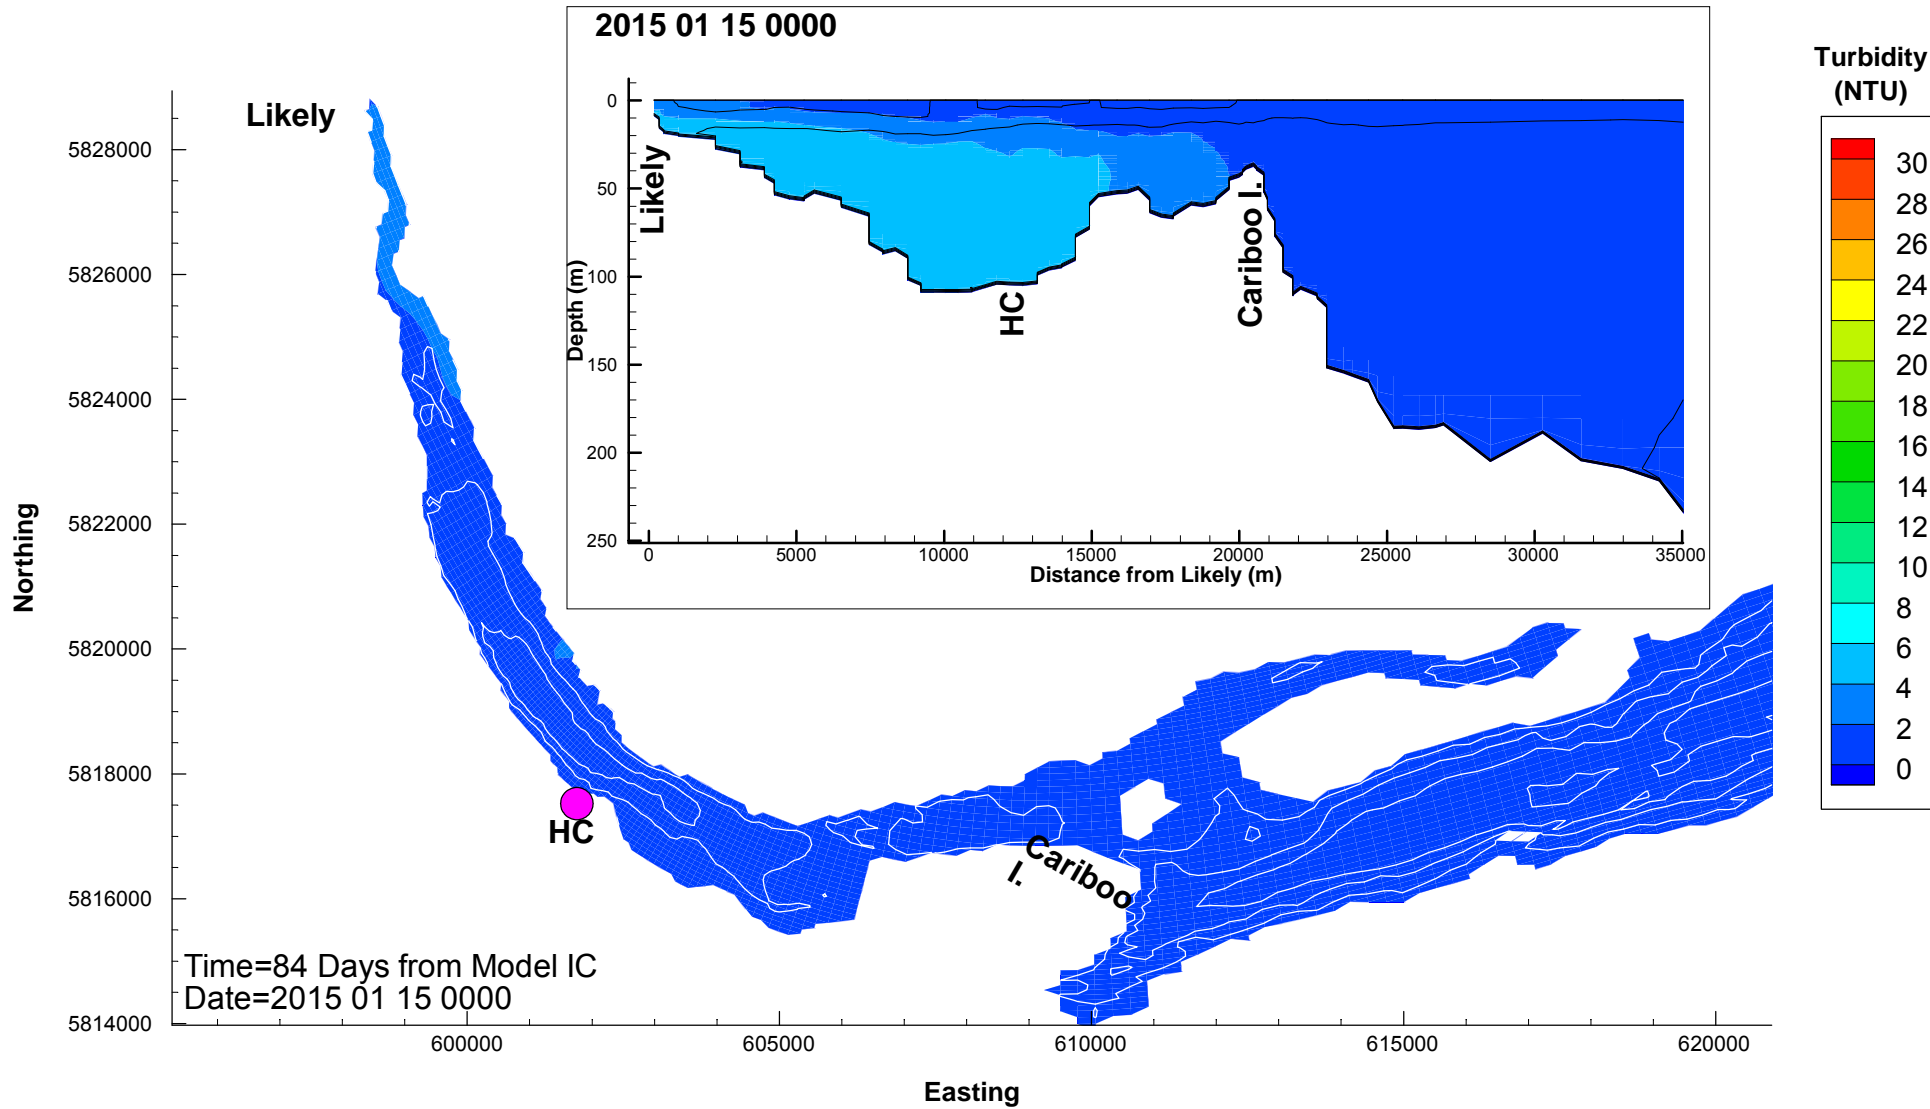 2015 01 15 0000
Turbidity
(NTU)
30
28
26
24
22
20
18
16
14
12
10
8
6
4
2
0
Likely
Depth (m)
0
50
100
150
200
250
Likely
HC
Cariboo I.
0
5000
10000
15000
20000
25000
30000
35000
Distance from Likely (m)
Northing
5828000
5826000
5824000
5822000
5820000
5818000
5816000
5814000
HC
Cariboo
I.
Time=84 Days from Model IC
Date=2015 01 15 0000
600000
605000
610000
615000
620000
Easting